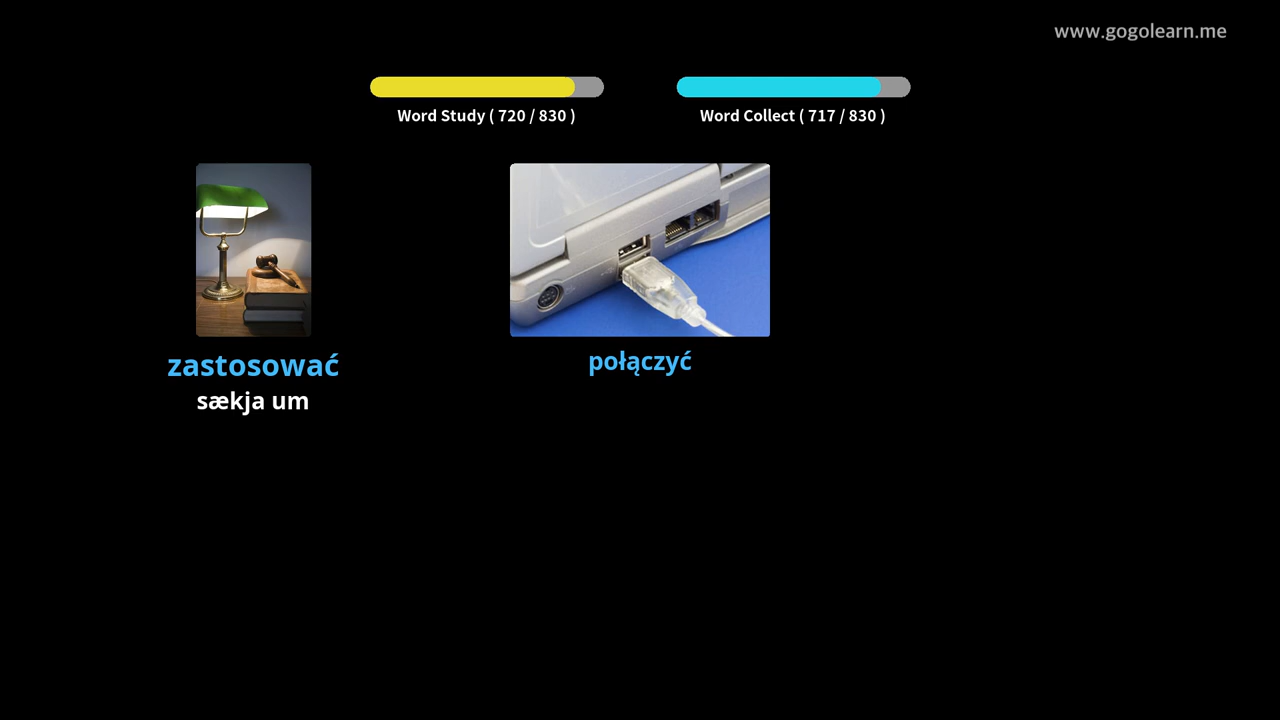 www.gogolearn.me
Word Study ( 720 / 830 )
Word Collect ( 717 / 830 )
zastosować
sækja um
połączyć